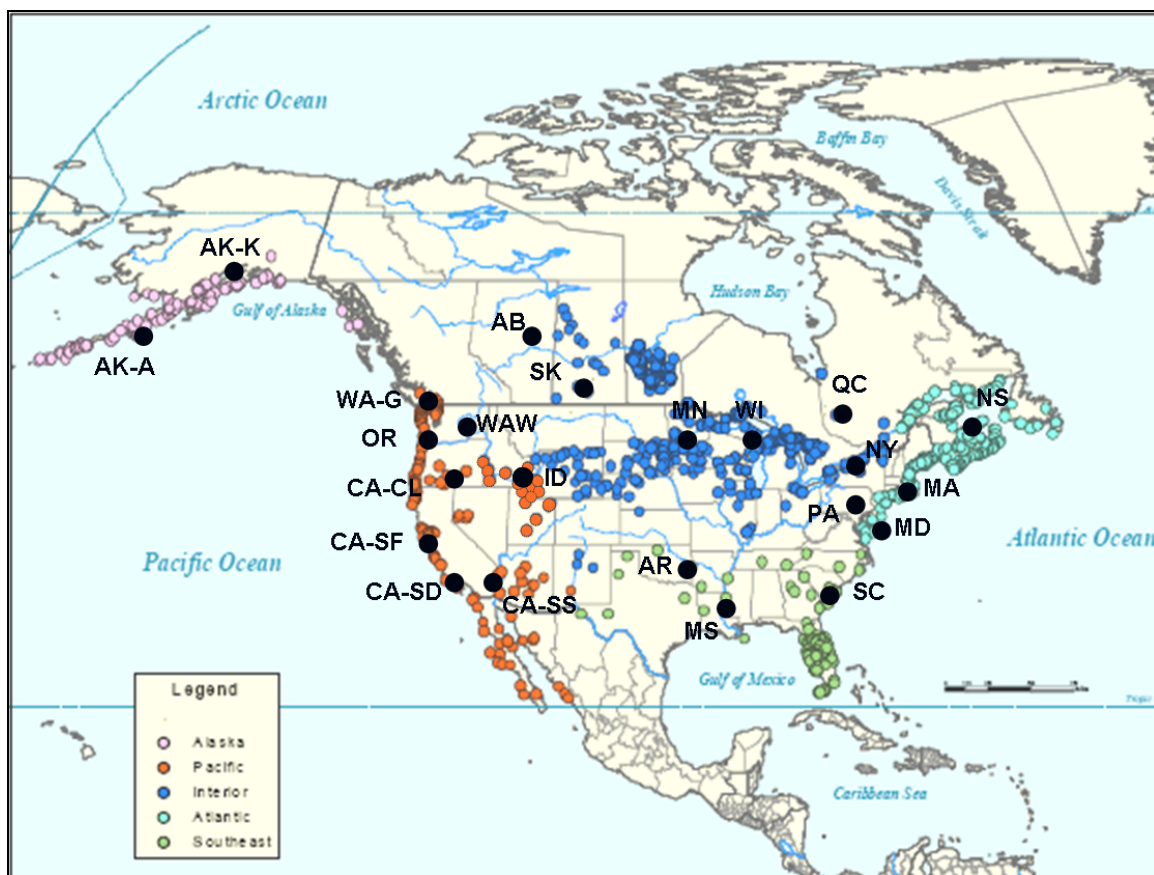 Arctic Ocean
Baffin Bay
Davis Strait
AK-K
Gulf of Alaska
Hudson Bay
AB
AK-A
SK
QC
NS
WA-G
MN
WI
WAW
OR
NY
CA-CL
ID
MA
PA
MD
CA-SF
Atlantic Ocean
Pacific Ocean
AR
CA-SD
CA-SS
SC
MS
Gulf of Mexico
Legend
Alaska
Pacific
Interior
Atlantic
Southeast
Caribbean Sea